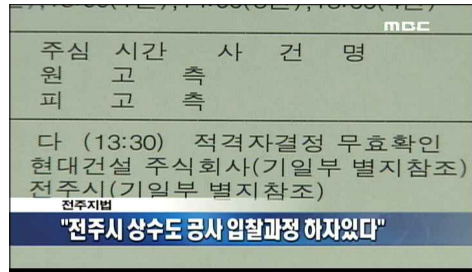 mbc
주심 시간 사 건 명
원 고 측
피 고 측
다 (13:30) 적격자결정 무효확인
현대건설 주식회사(기일부 별지참조)
전주시(기일부 별지참조)
전주지법
"전주시 상수도 공사 입찰과정 하자있다"